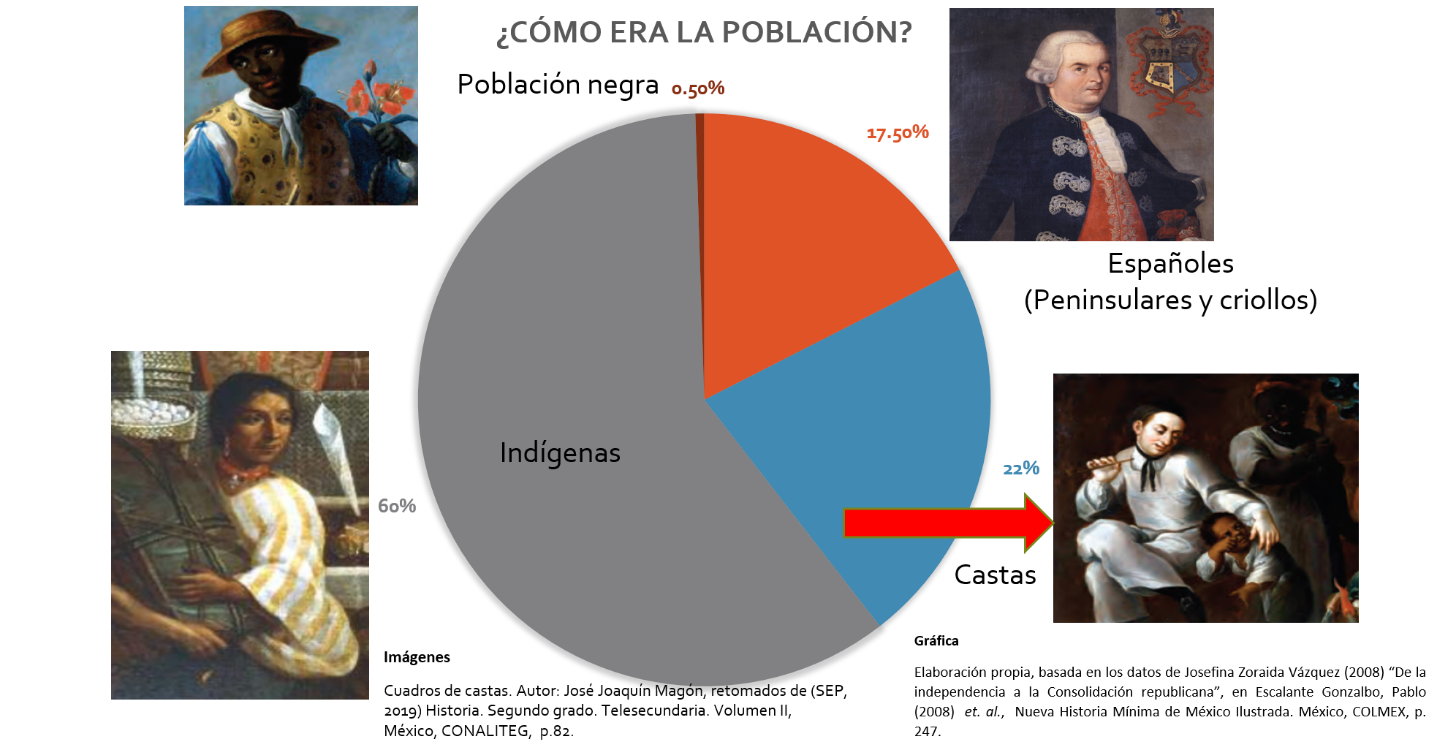 ¿CÓMO ERA LA POBLACIÓN?
Población negra 0.50%
17.50%
Españoles
(Peninsulares y criollos)
Indígenas
60%
22%
Castas
Imágenes
Cuadros de castas. Autor: José Joaquín Magón, retomados de (SEP,
2019) Historia. Segundo grado. Telesecundaria. Volumen II,
México, CONALITEG, p.82.
Gráfica
Elaboración propia, basada en los datos de Josefina Zoraida Vázquez (2008) “De la
independencia a la Consolidación republicana”, en Escalante Gonzalbo, Pablo
(2008) et. al., Nueva Historia Mínima de México Ilustrada. México, COLMEX, p.
247.